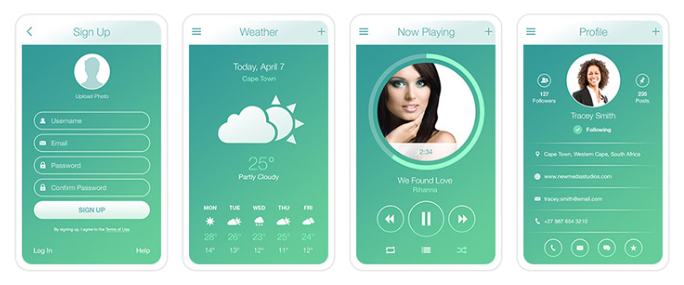 Sign Up
Upload Photo
Username
Email
Password
Confirm Password
SIGN UP
By signing up, I agree to the Terms of Use.
Log In
Help
Weather
Today, April 7
Cape Town
25°
Partly Cloudy
MON TUE WED THU FRI
28° 26° 23° 25° 24°
14° 13° 12° 11° 12°
Now Playing
2:34
We Found Love
Rihanna
Profile
127
Followers
235
Posts
Tracey Smith
Following
Cape Town, Western Cape, South Africa
www.newmediastudios.com
tracey.smith@email.com
+27 987 654 3210